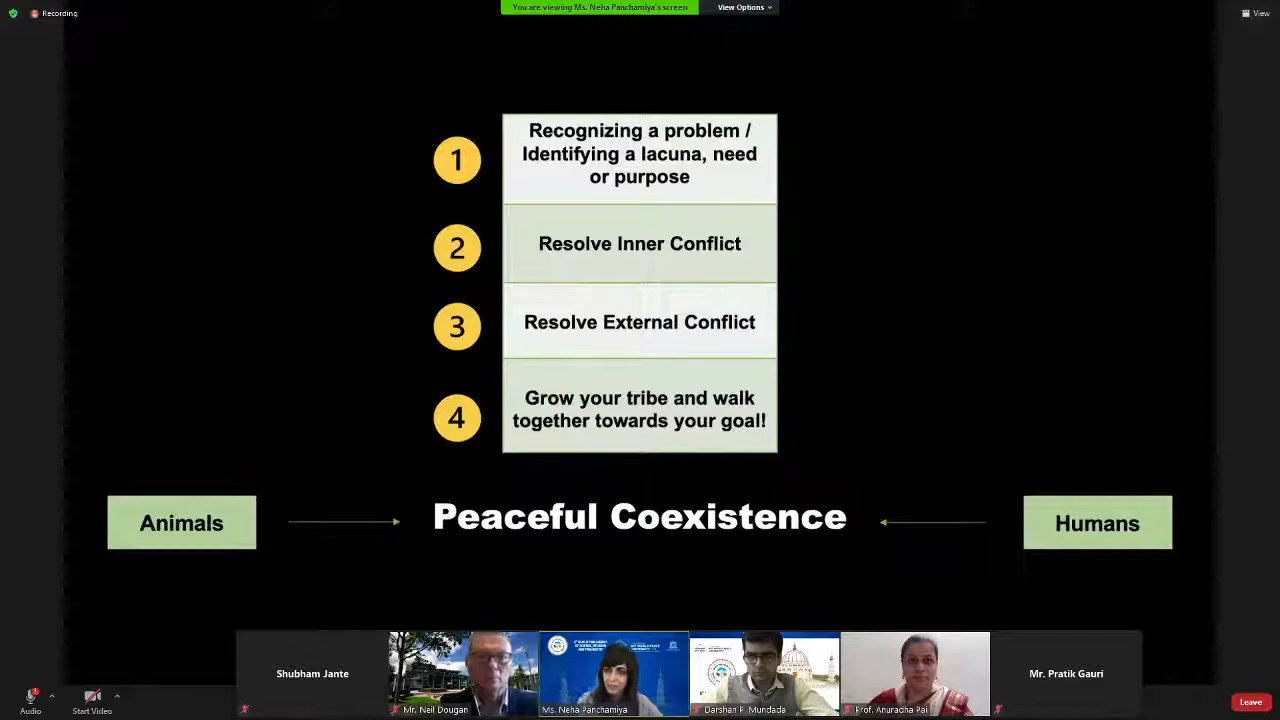 Recording
You are viewing Ms. Neha Panchamiya's screen
View Options
View
1
Recognizing a problem /
Identifying a lacuna, need
or purpose
2
Resolve Inner Conflict
3
Resolve External Conflict
4
Grow your tribe and walk
together towards your goal!
Animals
Peaceful Coexistence
Humans
Shubham Jante
Mr. Neil Dougan
Ms. Neha Panchamiya
Darshan P. Mundada
Prof. Anuradha Pai
Mr. Pratik Gauri
Audio
Start Video
Leave